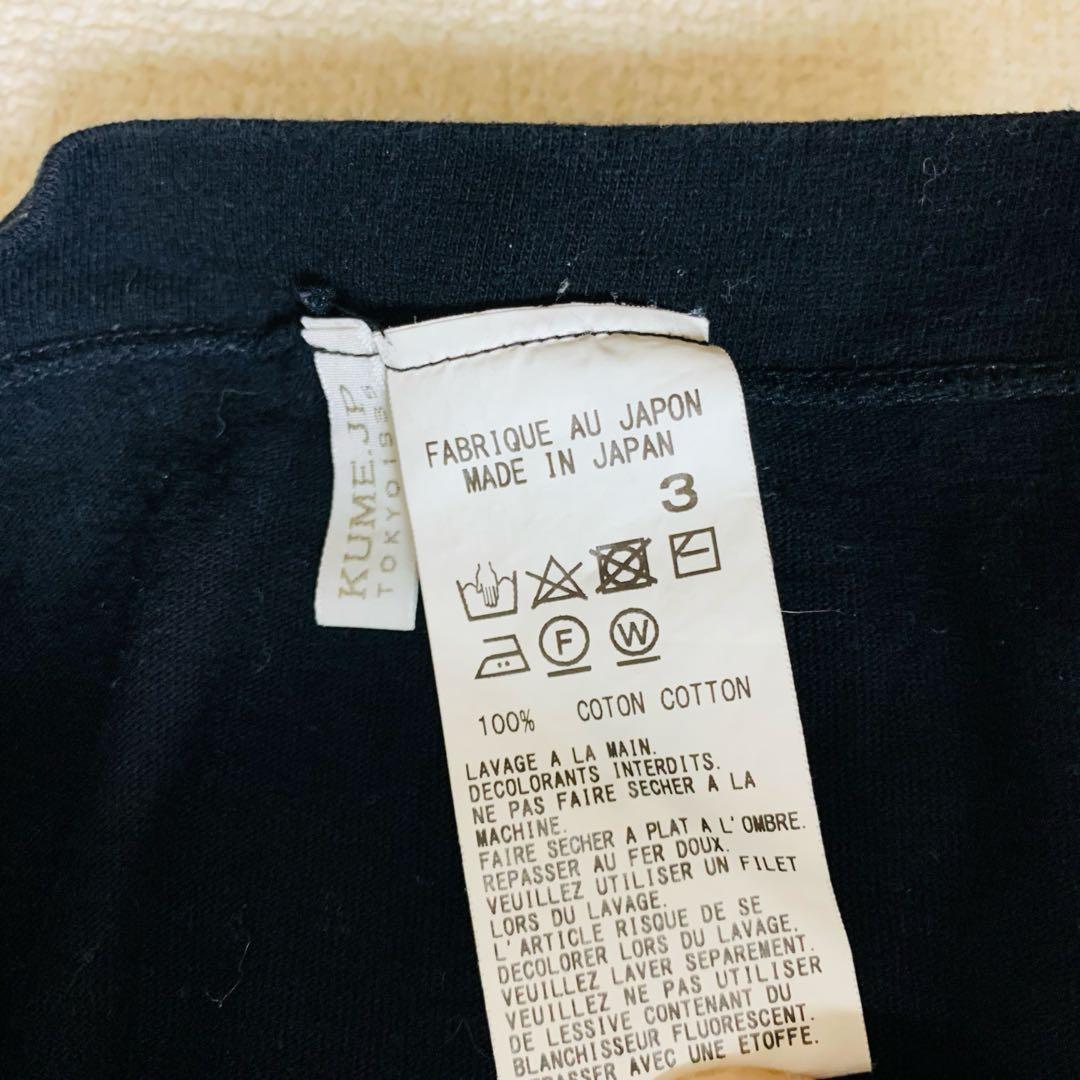 KUME.JP
TOKYO
FABRIQUE AU JAPON
MADE IN JAPAN
3
F W
100% COTON COTTON
LAVAGE A LA MAIN.
DECOLORANTS INTERDITS.
NE PAS FAIRE SECHER A LA
MACHINE.
FAIRE SECHER A PLAT A L'OMBRE.
REPASSER AU FER DOUX.
VEUILLEZ UTILISER UN FILET
LORS DU LAVAGE.
L'ARTICLE RISQUE DE SE
DECOLORER LORS DU LAVAGE.
VEUILLEZ LAVER SEPAREMENT.
VEUILLEZ NE PAS UTILISER
DE LESSIVE CONTENANT DU
BLANCHISSEUR FLUORESCENT.
AVEC UNE ETOFFE.